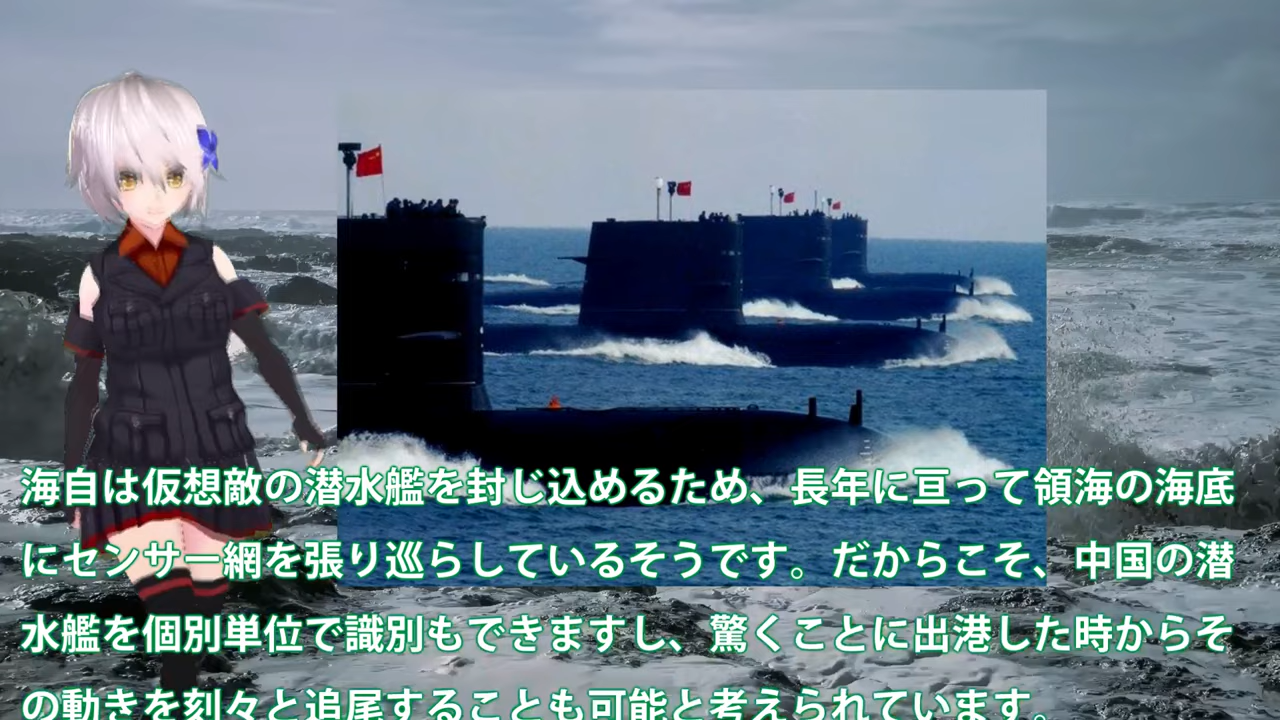 海自は仮想敵の潜水艦を封じ込めるため、長年に亘って領海の海底
にセンサー網を張り巡らしているそうです。だからこそ、中国の潜
水艦を個別単位で識別もできますし、驚くことに出港した時からそ
の動きを刻々と追尾することも可能と考えられています。